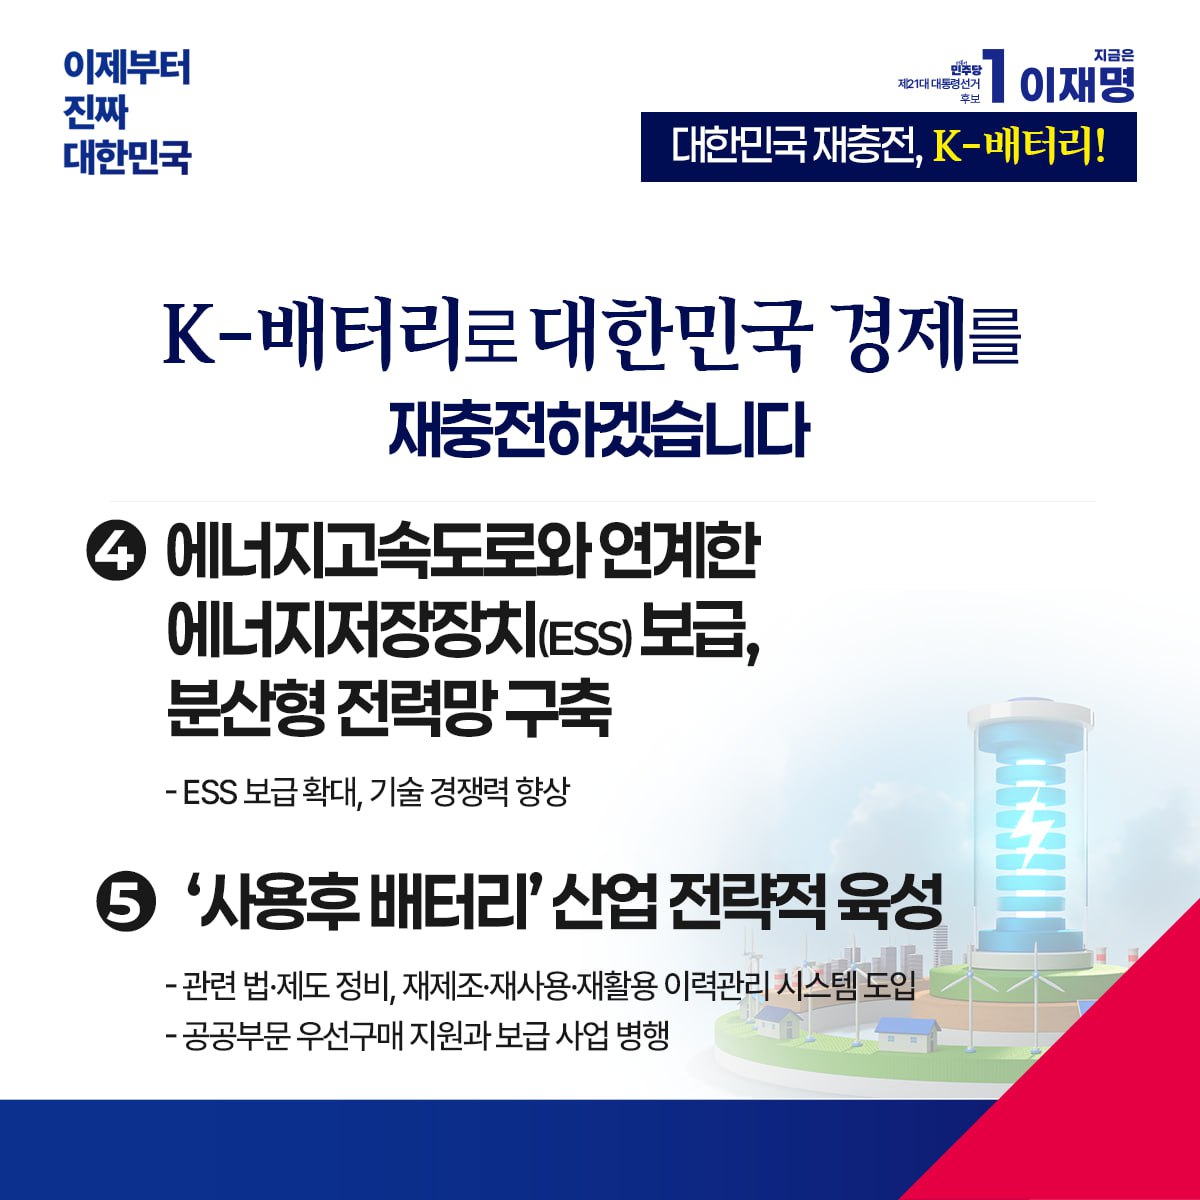 이제부터
진짜
대한민국
지금은
민주당
제21대 대통령선거
후보
1 이재명
대한민국 재충전, K-배터리!
K-배터리로 대한민국 경제를
재충전하겠습니다
4 에너지고속도로와 연계한
에너지저장장치(ESS) 보급,
분산형 전력망 구축
- ESS 보급 확대, 기술 경쟁력 향상
5 ‘사용후 배터리’ 산업 전략적 육성
- 관련 법·제도 정비, 재제조·재사용·재활용 이력관리 시스템 도입
- 공공부문 우선구매 지원과 보급 사업 병행